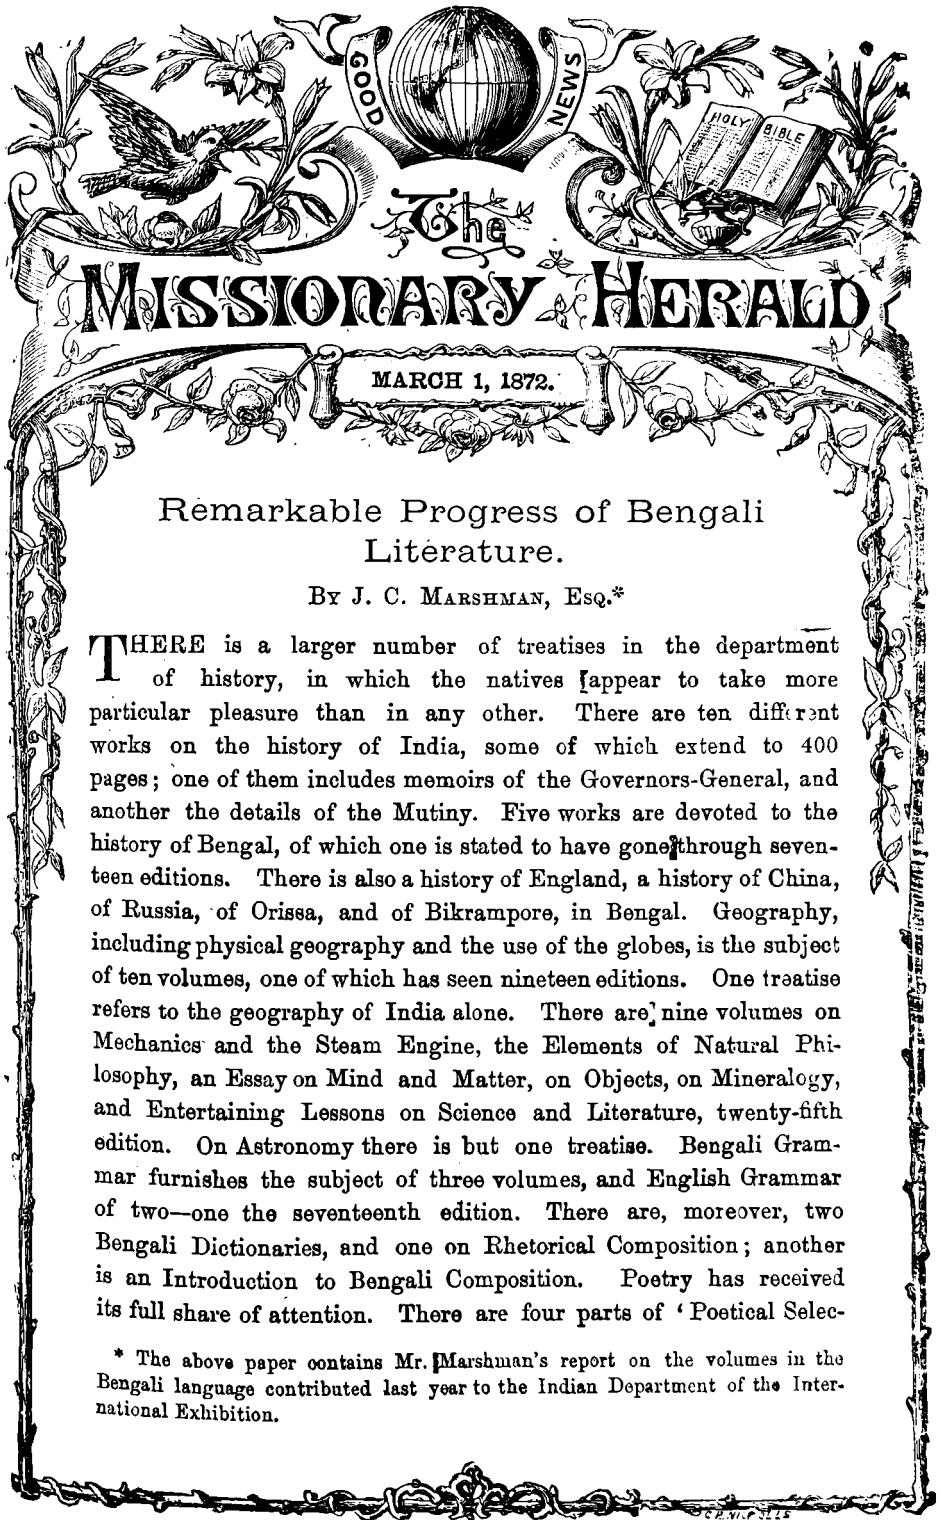 GOOD NEWS
HOLY BIBLE
The
MISSIONARY HERALD
MARCH 1, 1872.
Remarkable Progress of Bengali
Literature.
BY J. C. MARSHMAN, ESQ.*
THERE is a larger number of treatises in the department
of history, in which the natives appear to take more
particular pleasure than in any other. There are ten different
works on the history of India, some of which extend to 400
pages; one of them includes memoirs of the Governors-General, and
another the details of the Mutiny. Five works are devoted to the
history of Bengal, of which one is stated to have gone through seven-
teen editions. There is also a history of England, a history of China,
of Russia, of Orissa, and of Bikrampore, in Bengal. Geography,
including physical geography and the use of the globes, is the subject
of ten volumes, one of which has seen nineteen editions. One treatise
refers to the geography of India alone. There are nine volumes on
Mechanics and the Steam Engine, the Elements of Natural Phi-
losophy, an Essay on Mind and Matter, on Objects, on Mineralogy,
and Entertaining Lessons on Science and Literature, twenty-fifth
edition. On Astronomy there is but one treatise. Bengali Gram-
mar furnishes the subject of three volumes, and English Grammar
of two—one the seventeenth edition. There are, moreover, two
Bengali Dictionaries, and one on Rhetorical Composition; another
is an Introduction to Bengali Composition. Poetry has received
its full share of attention. There are four parts of ‘Poetical Selec-
* The above paper contains Mr. Marshman's report on the volumes in the
Bengali language contributed last year to the Indian Department of the Inter-
national Exhibition.